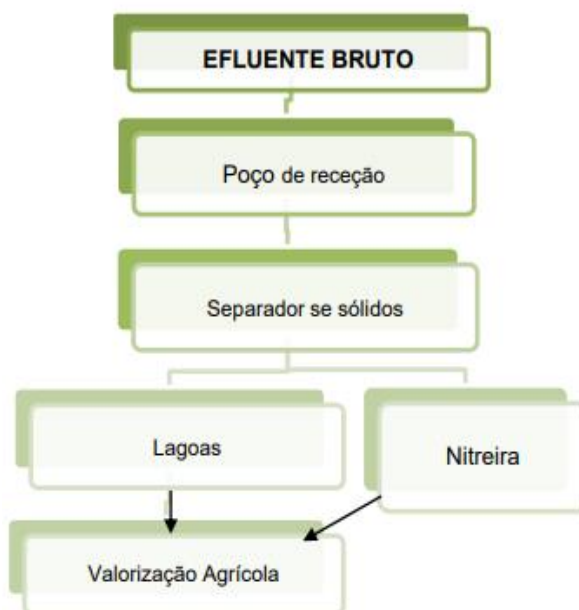 EFLUENTE BRUTO
Poço de receção
Separador se sólidos
Lagoas
Nitreira
Valorização Agrícola